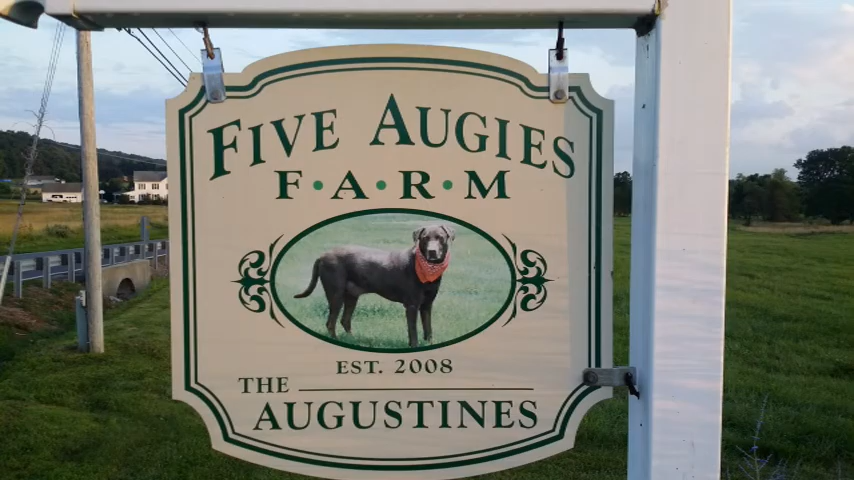 FIVE AUGIES
F•A•R•M
EST. 2008
THE
AUGUSTINES